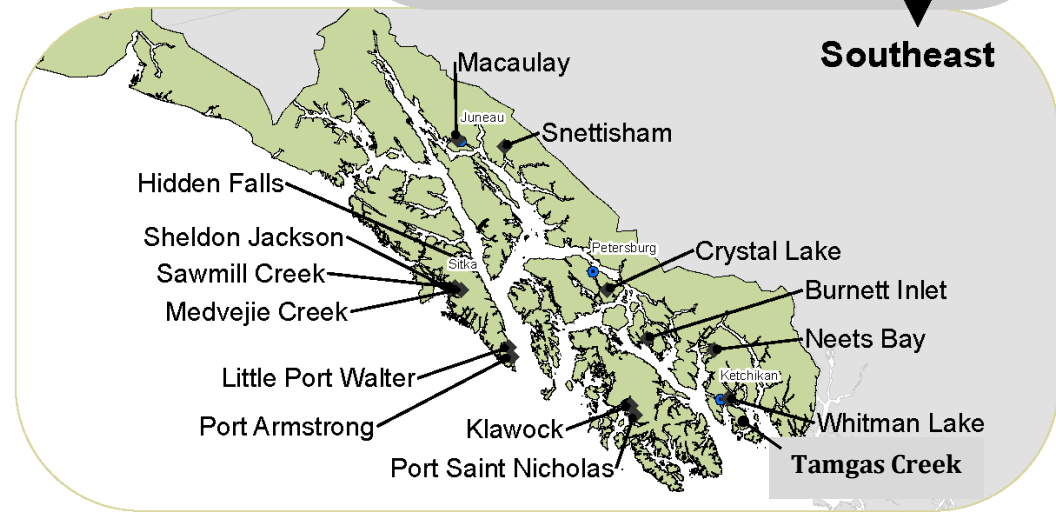 Southeast
Macaulay
Juneau
Snettisham
Hidden Falls
Sheldon Jackson
Sitka
Petersburg
Crystal Lake
Sawmill Creek
Burnett Inlet
Medvejie Creek
Neets Bay
Little Port Walter
Ketchikan
Port Armstrong
Klawock
Whitman Lake
Port Saint Nicholas
Tamgas Creek